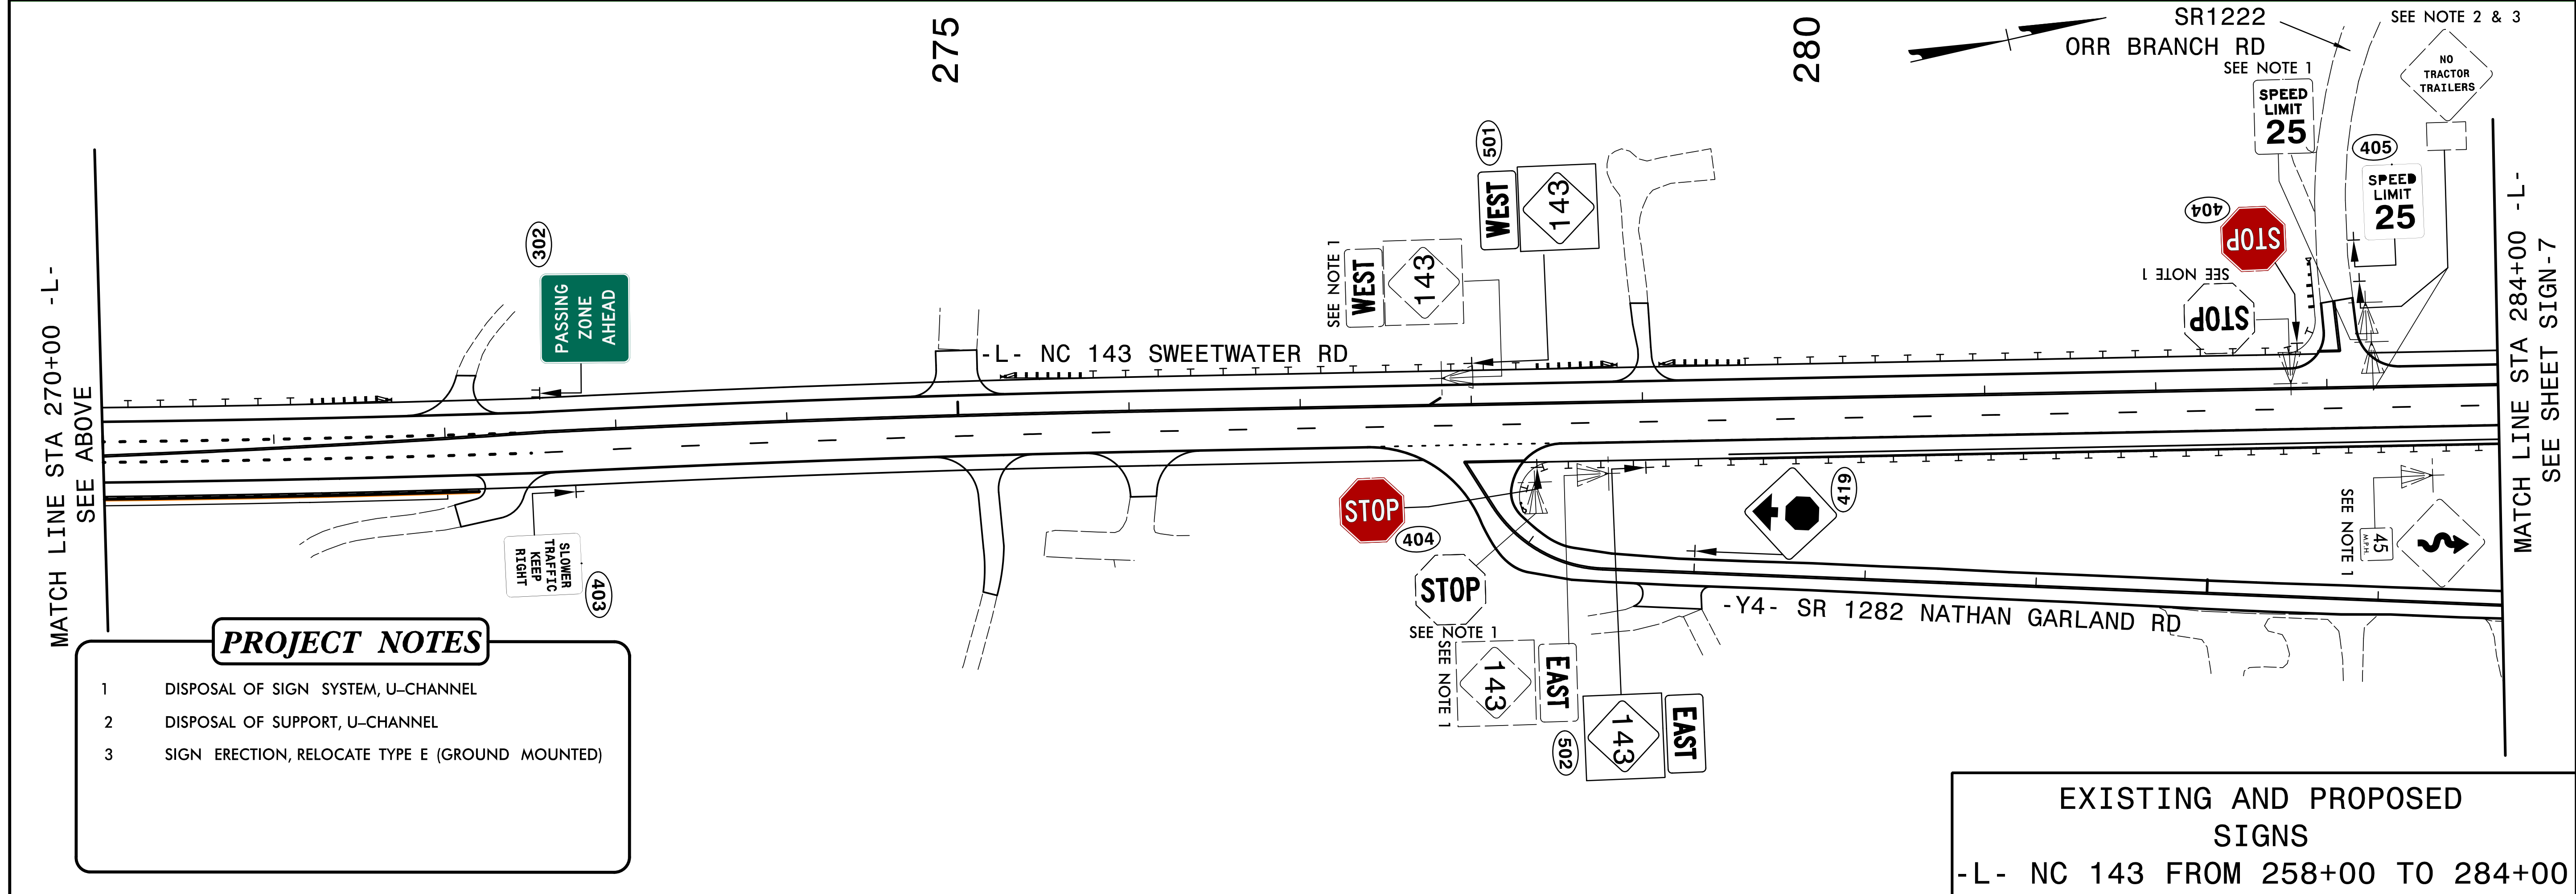 275
280
SR1222
ORR BRANCH RD
SEE NOTE 2 & 3
NO
TRACTOR
TRAILERS
SEE NOTE 1
SPEED
LIMIT
25
405
SPEED
LIMIT
25
404
STOP
SEE NOTE 1
STOP
501
WEST
143
SEE NOTE 1
WEST
143
302
PASSING
ZONE
AHEAD
-L- NC 143 SWEETWATER RD
MATCH LINE STA 270+00 -L-
SEE ABOVE
MATCH LINE STA 284+00 -L-
SEE SHEET SIGN-7
SLOWER
TRAFFIC
KEEP
RIGHT
403
STOP
404
STOP
SEE NOTE 1
419
SEE NOTE 1
45
M.P.H.
-Y4- SR 1282 NATHAN GARLAND RD
SEE NOTE 1
143
EAST
502
143
EAST
PROJECT NOTES
1 DISPOSAL OF SIGN SYSTEM, U–CHANNEL
2 DISPOSAL OF SUPPORT, U–CHANNEL
3 SIGN ERECTION, RELOCATE TYPE E (GROUND MOUNTED)
EXISTING AND PROPOSED
SIGNS
-L- NC 143 FROM 258+00 TO 284+00